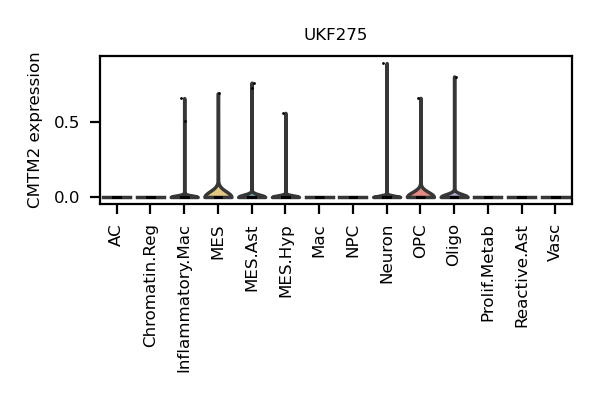 UKF275
CMTM2 expression
0.5
0.0
AC
Chromatin.Reg
Inflammatory.Mac
MES
MES.Ast
MES.Hyp
Mac
NPC
Neuron
OPC
Oligo
Prolif.Metab
Reactive.Ast
Vasc